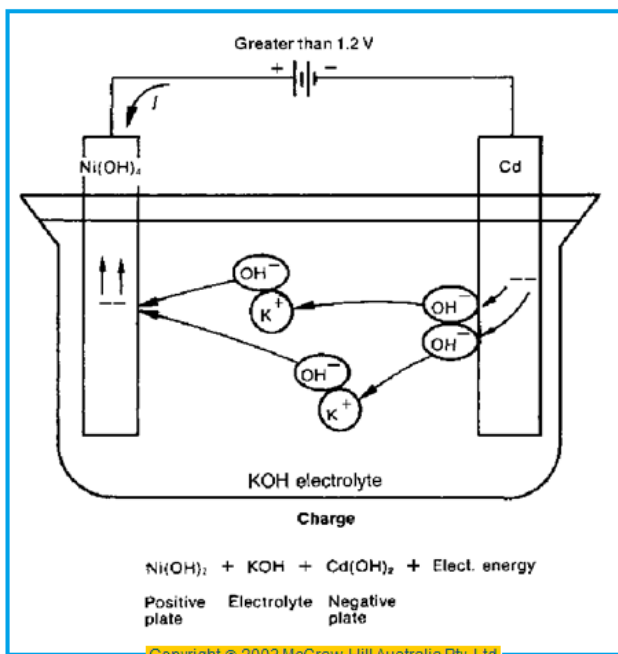 Greater than 1.2 V
+ −
I
Ni(OH)₄ Cd
−− −−
OH⁻
K⁺
OH⁻
OH⁻
OH⁻
K⁺
KOH electrolyte
Charge
Ni(OH)₂ + KOH + Cd(OH)₂ + Elect. energy
Positive Electrolyte Negative
plate plate
Copyright © 2002 McGraw-Hill Australia Pty Ltd